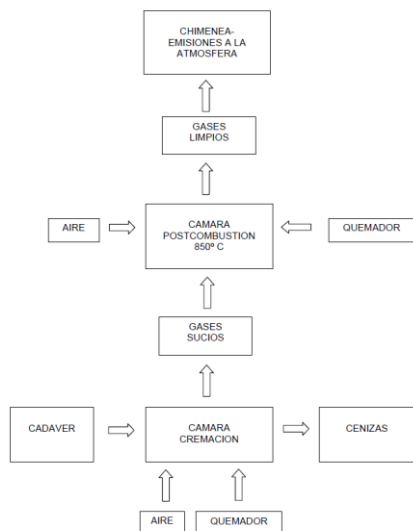 CHIMENEA-
EMISIONES A LA
ATMOSFERA
GASES
LIMPIOS
AIRE
CAMARA
POSTCOMBUSTION
850º C
QUEMADOR
GASES
SUCIOS
CADAVER
CAMARA
CREMACION
CENIZAS
AIRE
QUEMADOR